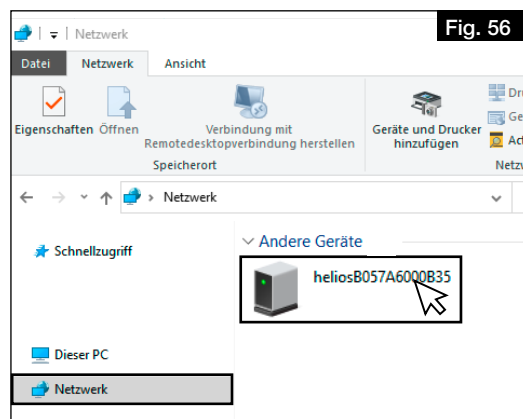 Fig. 56
Netzwerk
Datei Netzwerk Ansicht
Eigenschaften Öffnen Verbindung mit Remotedesktopverbindung herstellen Geräte und Drucker hinzufügen
Speicherort
Netzwerk
Schnellzugriff
Andere Geräte
heliosB057A6000B35
Dieser PC
Netzwerk